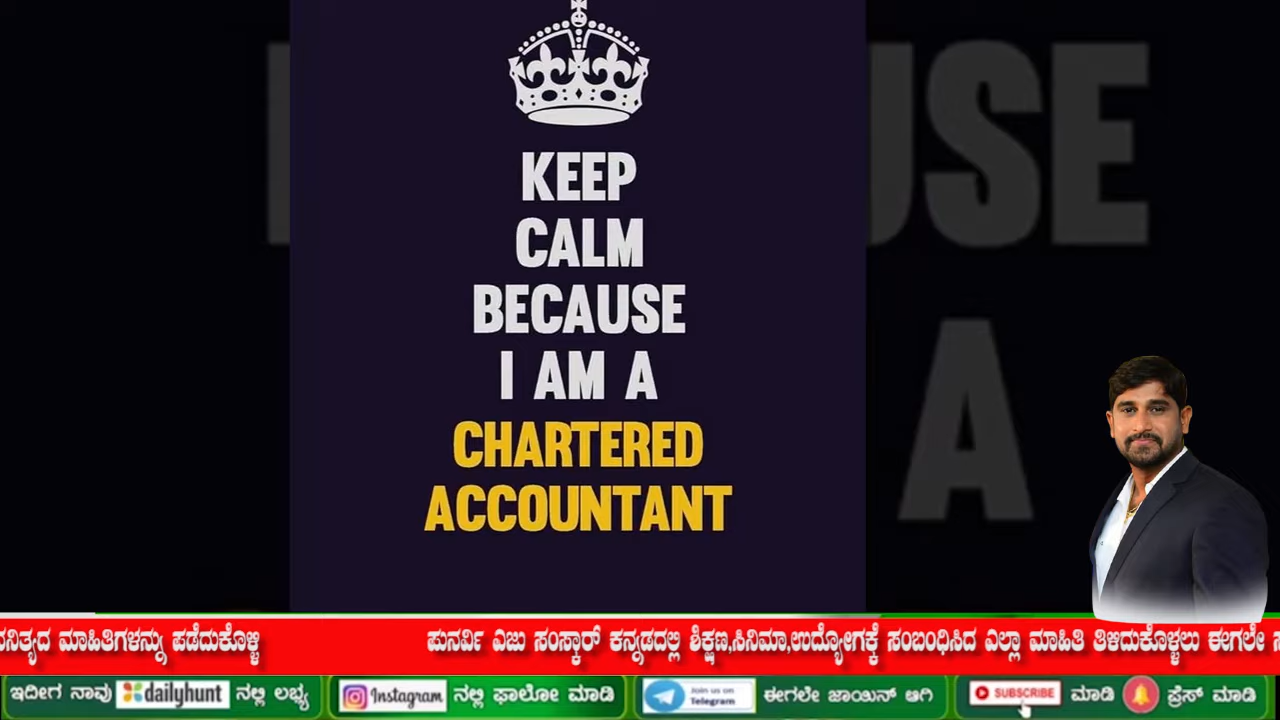 KEEP
CALM
BECAUSE
I AM A
CHARTERED
ACCOUNTANT
USE
A
ಮಾಹಿತಿಗಳನ್ನು ಪಡೆದುಕೊಳ್ಳಿ ಪುನರ್ವಿ ಎಜು ಸಂಸ್ಕಾರ್ ಕನ್ನಡದಲ್ಲಿ ಶಿಕ್ಷಣ,ಸಿನಿಮಾ,ಉದ್ಯೋಗಕ್ಕೆ ಸಂಬಂಧಿಸಿದ ಎಲ್ಲಾ ಮಾಹಿತಿ ತಿಳಿದುಕೊಳ್ಳಲು ಈಗಲೇ
ಇದೀಗ ನಾವು dailyhunt ನಲ್ಲಿ ಲಭ್ಯ Instagram ನಲ್ಲಿ ಫಾಲೋ ಮಾಡಿ Join us on Telegram ಈಗಲೇ ಜಾಯಿನ್ ಆಗಿ SUBSCRIBE ಮಾಡಿ ಪ್ರೆಸ್ ಮಾಡಿ